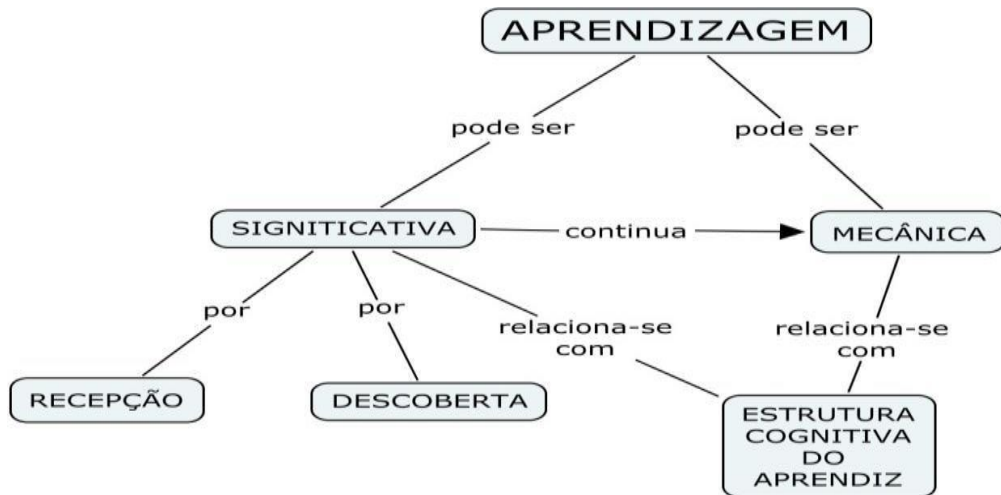 APRENDIZAGEM
pode ser
pode ser
SIGNITICATIVA
continua
MECÂNICA
por
por
relaciona-se
com
relaciona-se
com
RECEPÇÃO
DESCOBERTA
ESTRUTURA
COGNITIVA
DO
APRENDIZ